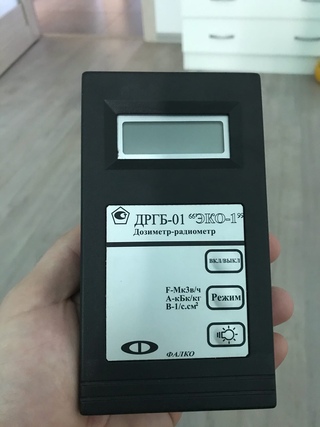 ДРГБ-01 “ЭКО-1”
Дозиметр-радиометр
ВКЛ/ВЫКЛ
F-МкЗв/ч
А-кБк/кг
В-1/с.см²
Режим
ФАЛКО